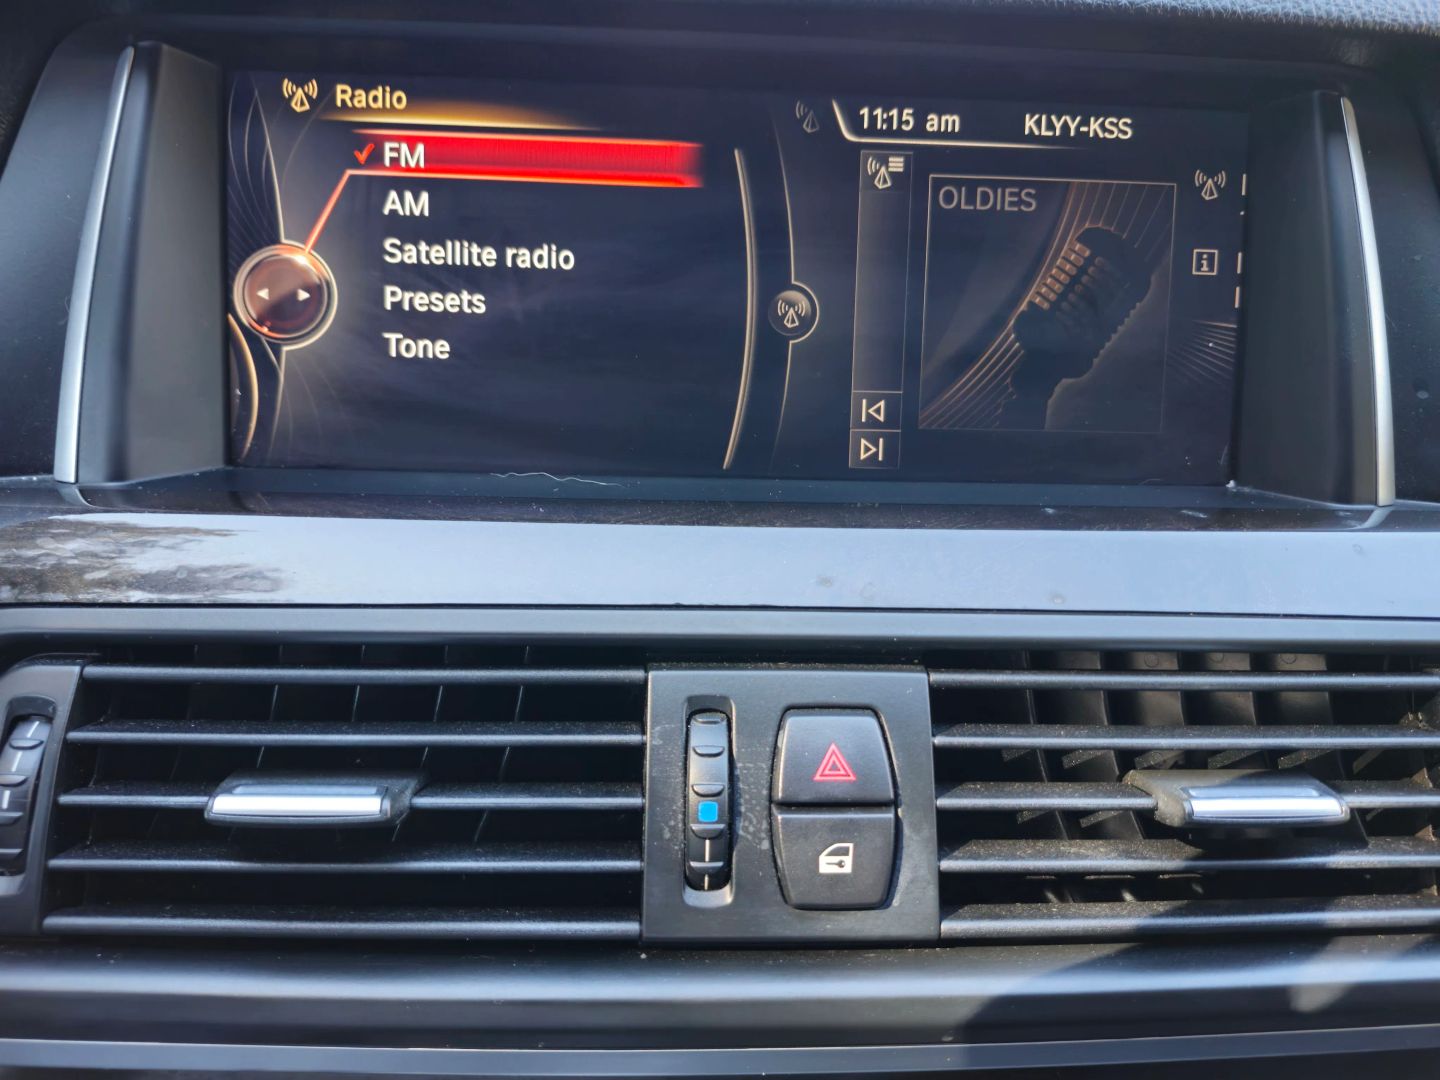 Radio
11:15 am
KLYY-KSS
FM
AM
Satellite radio
Presets
Tone
OLDIES